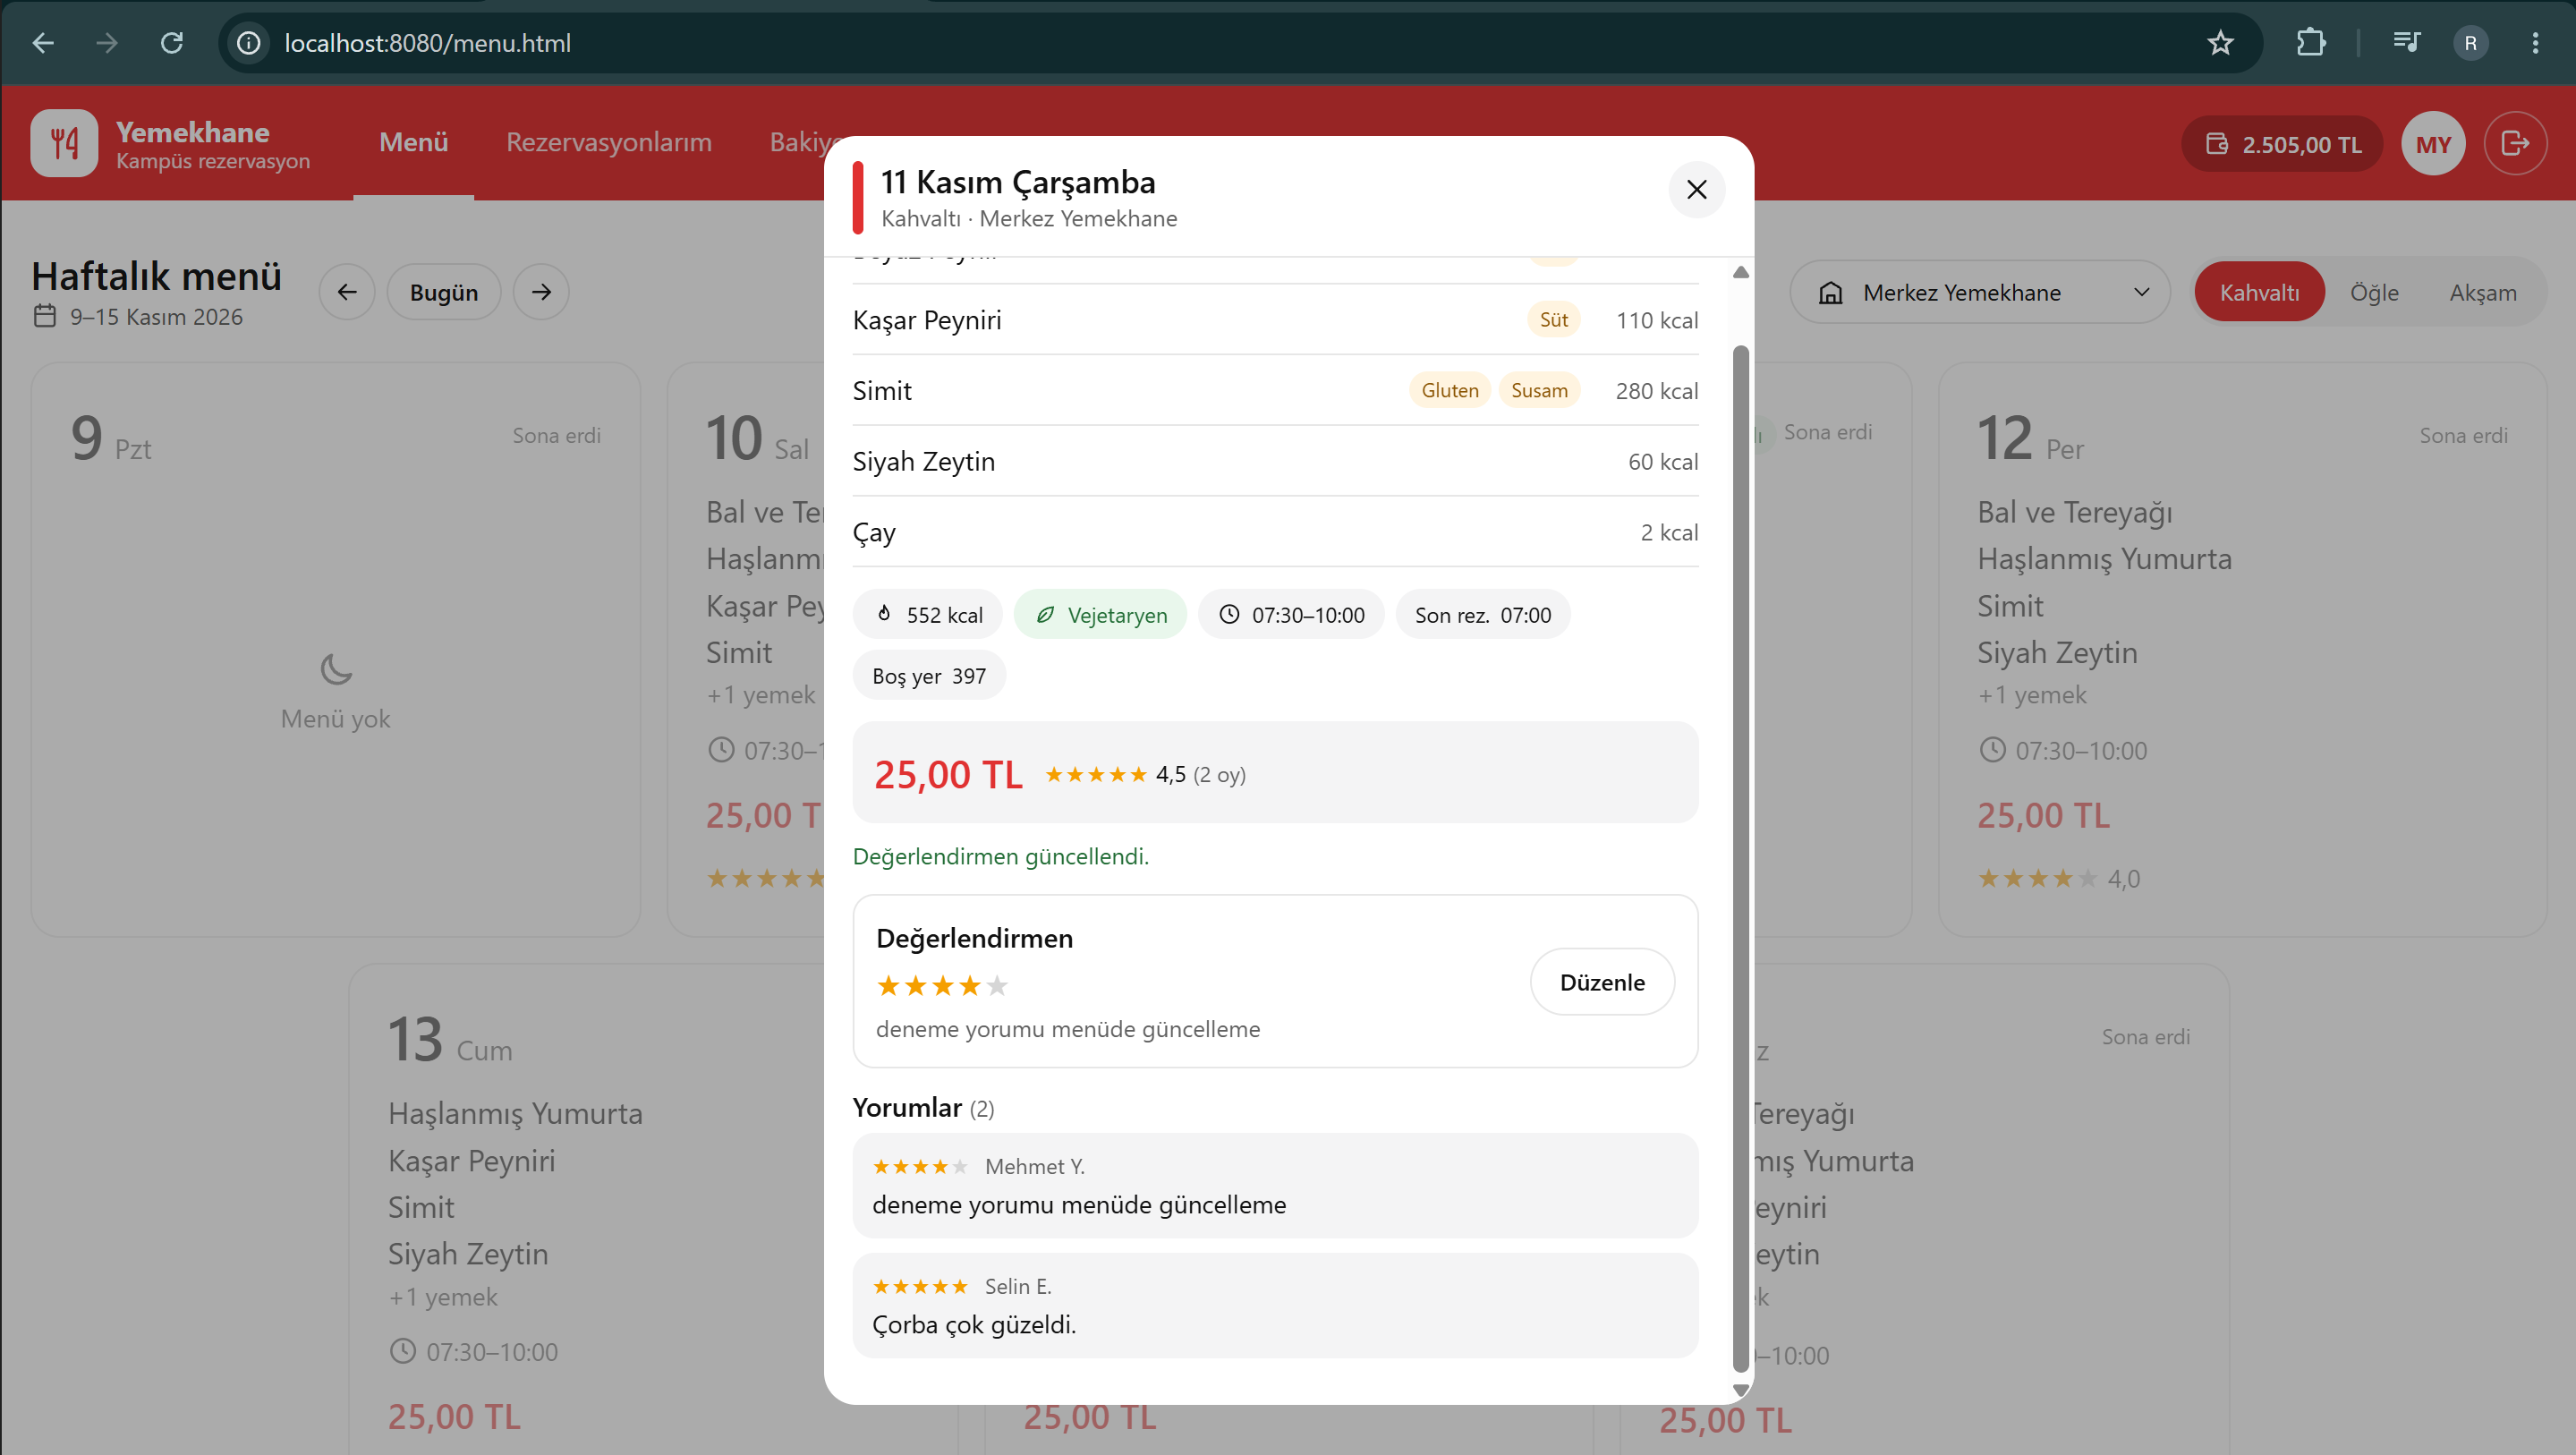 localhost:8080/menu.html
R
Yemekhane
Kampüs rezervasyon
Menü
Rezervasyonlarım
2.505,00 TL
MY
Haftalık menü
9–15 Kasım 2026
Bugün
Merkez Yemekhane
Kahvaltı
Öğle
Akşam
9 Pzt
Sona erdi
Menü yok
10 Sal
Bal ve
Simit
+1 yemek
Sona erdi
12 Per
Sona erdi
Bal ve Tereyağı
Haşlanmış Yumurta
Simit
Siyah Zeytin
+1 yemek
07:30–10:00
25,00 TL
4,0
13 Cum
Haşlanmış Yumurta
Kaşar Peyniri
Simit
Siyah Zeytin
+1 yemek
07:30–10:00
25,00 TL
25,00 TL
Sona erdi
25,00 TL
11 Kasım Çarşamba
Kahvaltı · Merkez Yemekhane
Kaşar Peyniri
Süt
110 kcal
Simit
Gluten
Susam
280 kcal
Siyah Zeytin
60 kcal
Çay
2 kcal
552 kcal
Vejetaryen
07:30–10:00
Son rez. 07:00
Boş yer 397
25,00 TL
4,5 (2 oy)
Değerlendirmen güncellendi.
Değerlendirmen
deneme yorumu menüde güncelleme
Düzenle
Yorumlar (2)
Mehmet Y.
deneme yorumu menüde güncelleme
Selin E.
Çorba çok güzeldi.